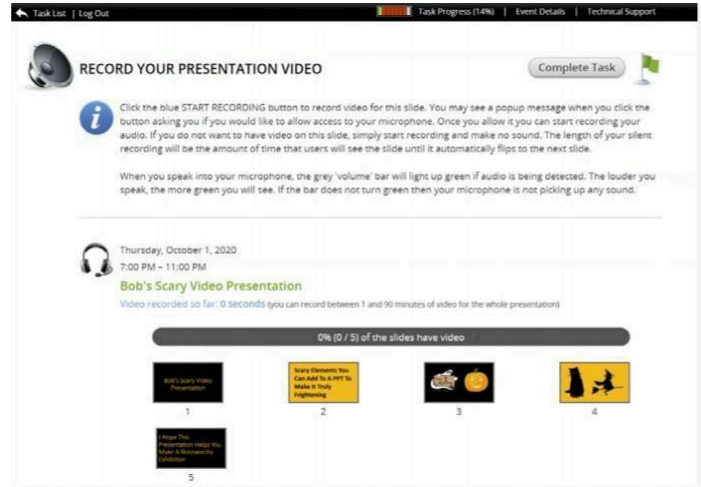 Task List | Log Out
Task Progress (14%) | Event Details | Technical Support
RECORD YOUR PRESENTATION VIDEO
Complete Task
Click the blue START RECORDING button to record video for this slide. You may see a popup message when you click the
button asking you if you would like to allow access to your microphone. Once you allow it you can start recording your
audio. If you do not want to have video on this slide, simply start recording and make no sound. The length of your silent
recording will be the amount of time that users will see the slide until it automatically flips to the next slide.
When you speak into your microphone, the grey 'volume' bar will light up green if audio is being detected. The louder you
speak, the more green you will see. If the bar does not turn green then your microphone is not picking up any sound.
Thursday, October 1, 2020
7:00 PM – 11:00 PM
Bob's Scary Video Presentation
Video recorded so far: 0 seconds (you can record between 1 and 90 minutes of video for the whole presentation)
0% (0 / 5) of the slides have video
Bob's Scary Video
Presentation
1
Scary Elements You
Can Add To A PPT To
Make It Truly
Frightening
2
3
4
I Hope This
Presentation Helps You
Make A Noteworthy
Exhibition
5